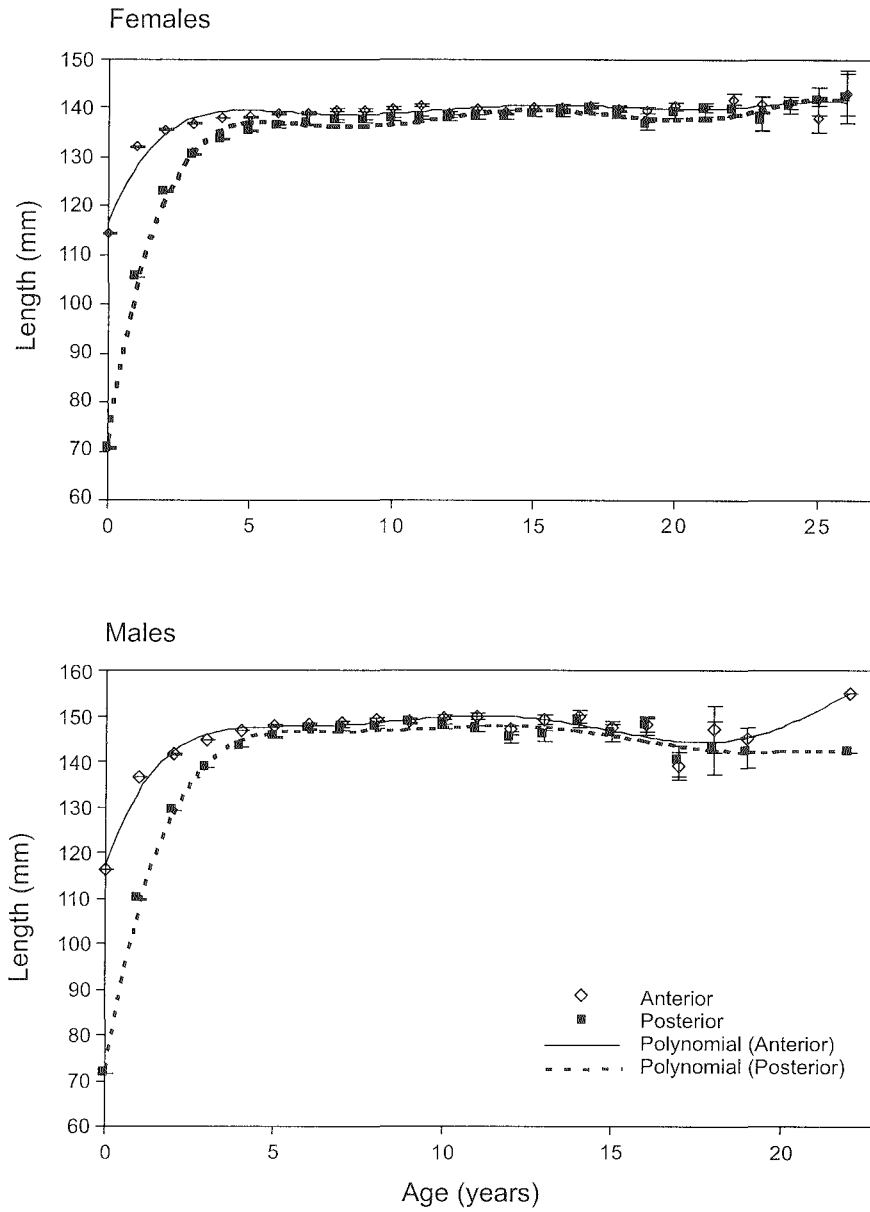 Females
150
140
130
120
110
100
90
80
70
60
Length (mm)
0 5 10 15 20 25
Males
160
150
140
130
120
110
100
90
80
70
60
Length (mm)
Anterior
Posterior
Polynomial (Anterior)
Polynomial (Posterior)
0 5 10 15 20
Age (years)